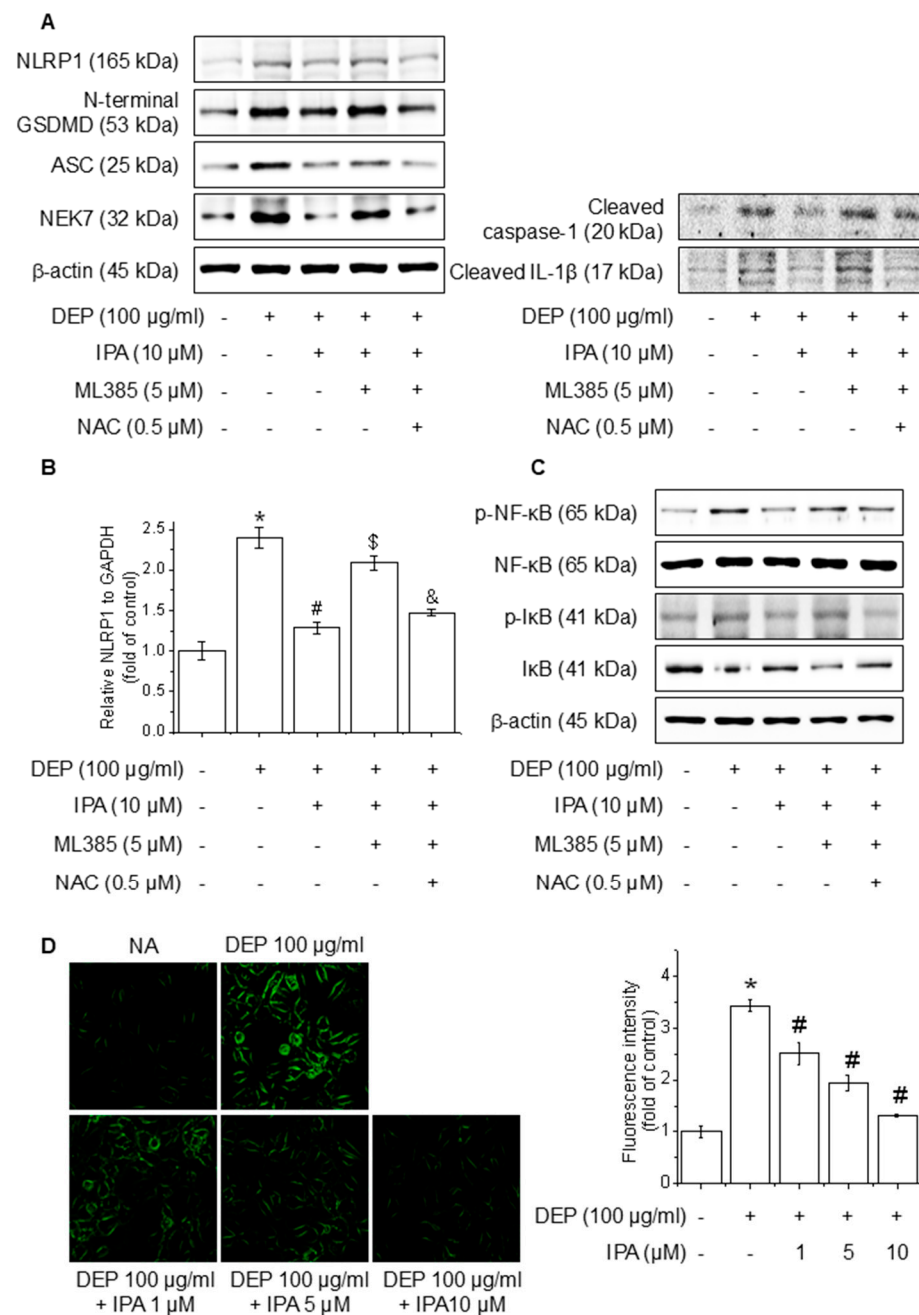 A
NLRP1 (165 kDa)
N-terminal
GSDMD (53 kDa)
ASC (25 kDa)
NEK7 (32 kDa)
β-actin (45 kDa)
DEP (100 μg/ml) - + + + +
IPA (10 μM) - - + + +
ML385 (5 μM) - - - + +
NAC (0.5 μM) - - - - +
Cleaved
caspase-1 (20 kDa)
Cleaved IL-1β (17 kDa)
DEP (100 μg/ml) - + + + +
IPA (10 μM) - - + + +
ML385 (5 μM) - - - + +
NAC (0.5 μM) - - - - +
B
Relative NLRP1 to GAPDH
(fold of control)
2.5
2.0
1.5
1.0
0.5
0.0
* # $ &
DEP (100 μg/ml) - + + + +
IPA (10 μM) - - + + +
ML385 (5 μM) - - - + +
NAC (0.5 μM) - - - - +
C
p-NF-κB (65 kDa)
NF-κB (65 kDa)
p-IκB (41 kDa)
IκB (41 kDa)
β-actin (45 kDa)
DEP (100 μg/ml) - + + + +
IPA (10 μM) - - + + +
ML385 (5 μM) - - - + +
NAC (0.5 μM) - - - - +
D
NA
DEP 100 μg/ml
DEP 100 μg/ml
+ IPA 1 μM
DEP 100 μg/ml
+ IPA 5 μM
DEP 100 μg/ml
+ IPA10 μM
Fluorescence intensity
(fold of control)
4
3
2
1
0
* # # #
DEP (100 μg/ml) - + + + +
IPA (μM) - - 1 5 10